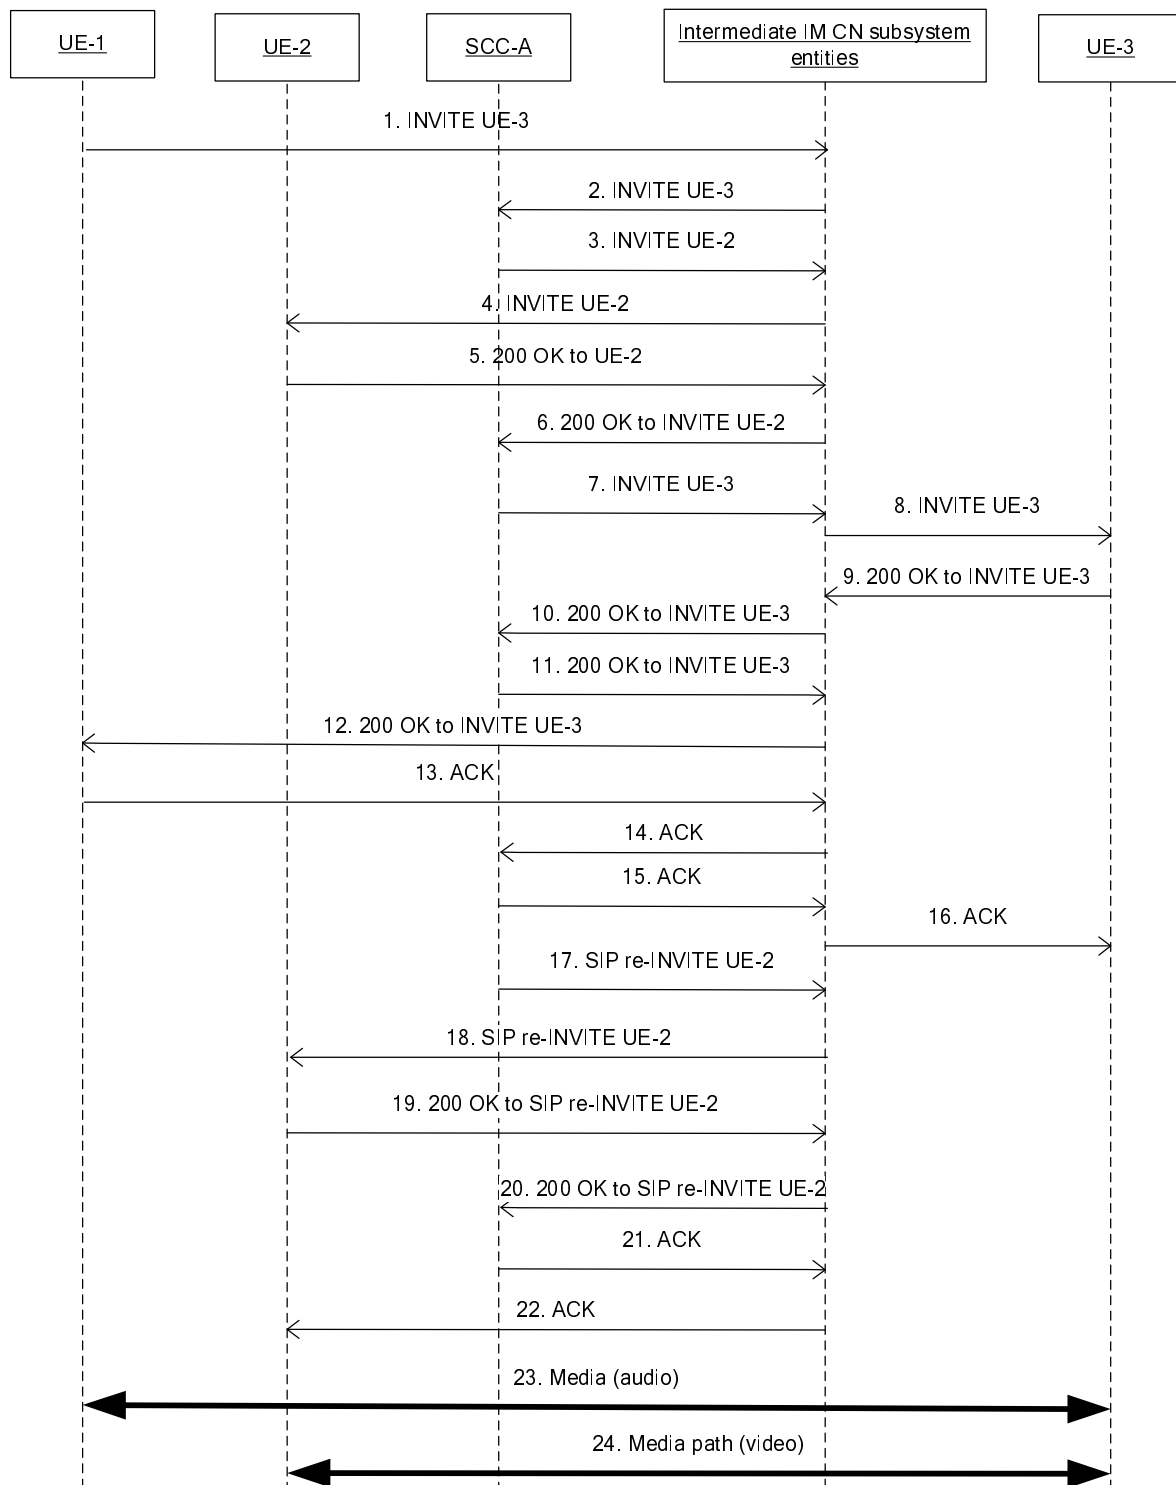 UE-1
UE-2
SCC-A
Intermediate IM CN subsystem
entities
UE-3
1. INVITE UE-3
2. INVITE UE-3
3. INVITE UE-2
4. INVITE UE-2
5. 200 OK to UE-2
6. 200 OK to INVITE UE-2
7. INVITE UE-3
8. INVITE UE-3
9. 200 OK to INVITE UE-3
10. 200 OK to INVITE UE-3
11. 200 OK to INVITE UE-3
12. 200 OK to INVITE UE-3
13. ACK
14. ACK
15. ACK
16. ACK
17. SIP re-INVITE UE-2
18. SIP re-INVITE UE-2
19. 200 OK to SIP re-INVITE UE-2
20. 200 OK to SIP re-INVITE UE-2
21. ACK
22. ACK
23. Media (audio)
24. Media path (video)